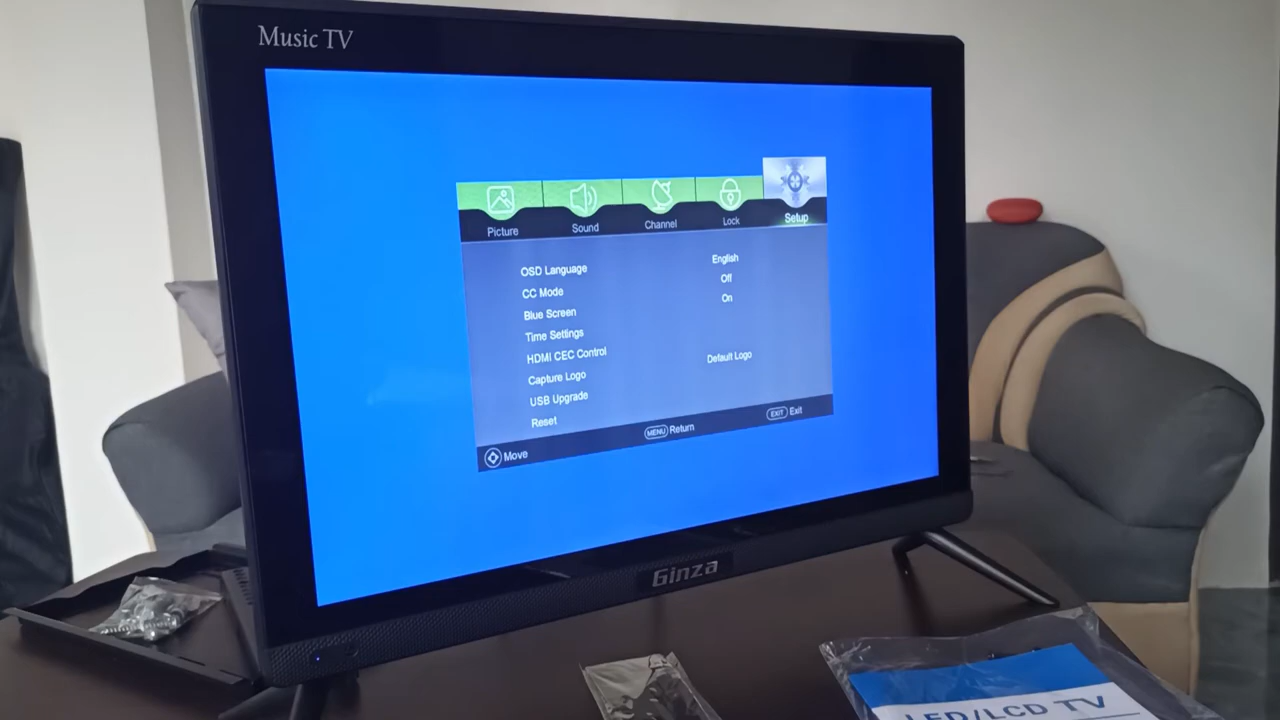 Music TV
Picture
Sound
Channel
Lock
Setup
OSD Language English
CC Mode Off
Blue Screen On
Time Settings
HDMI CEC Control
Capture Logo Default Logo
USB Upgrade
Reset
Move
MENU Return
EXIT Exit
Ginza
LED/LCD TV